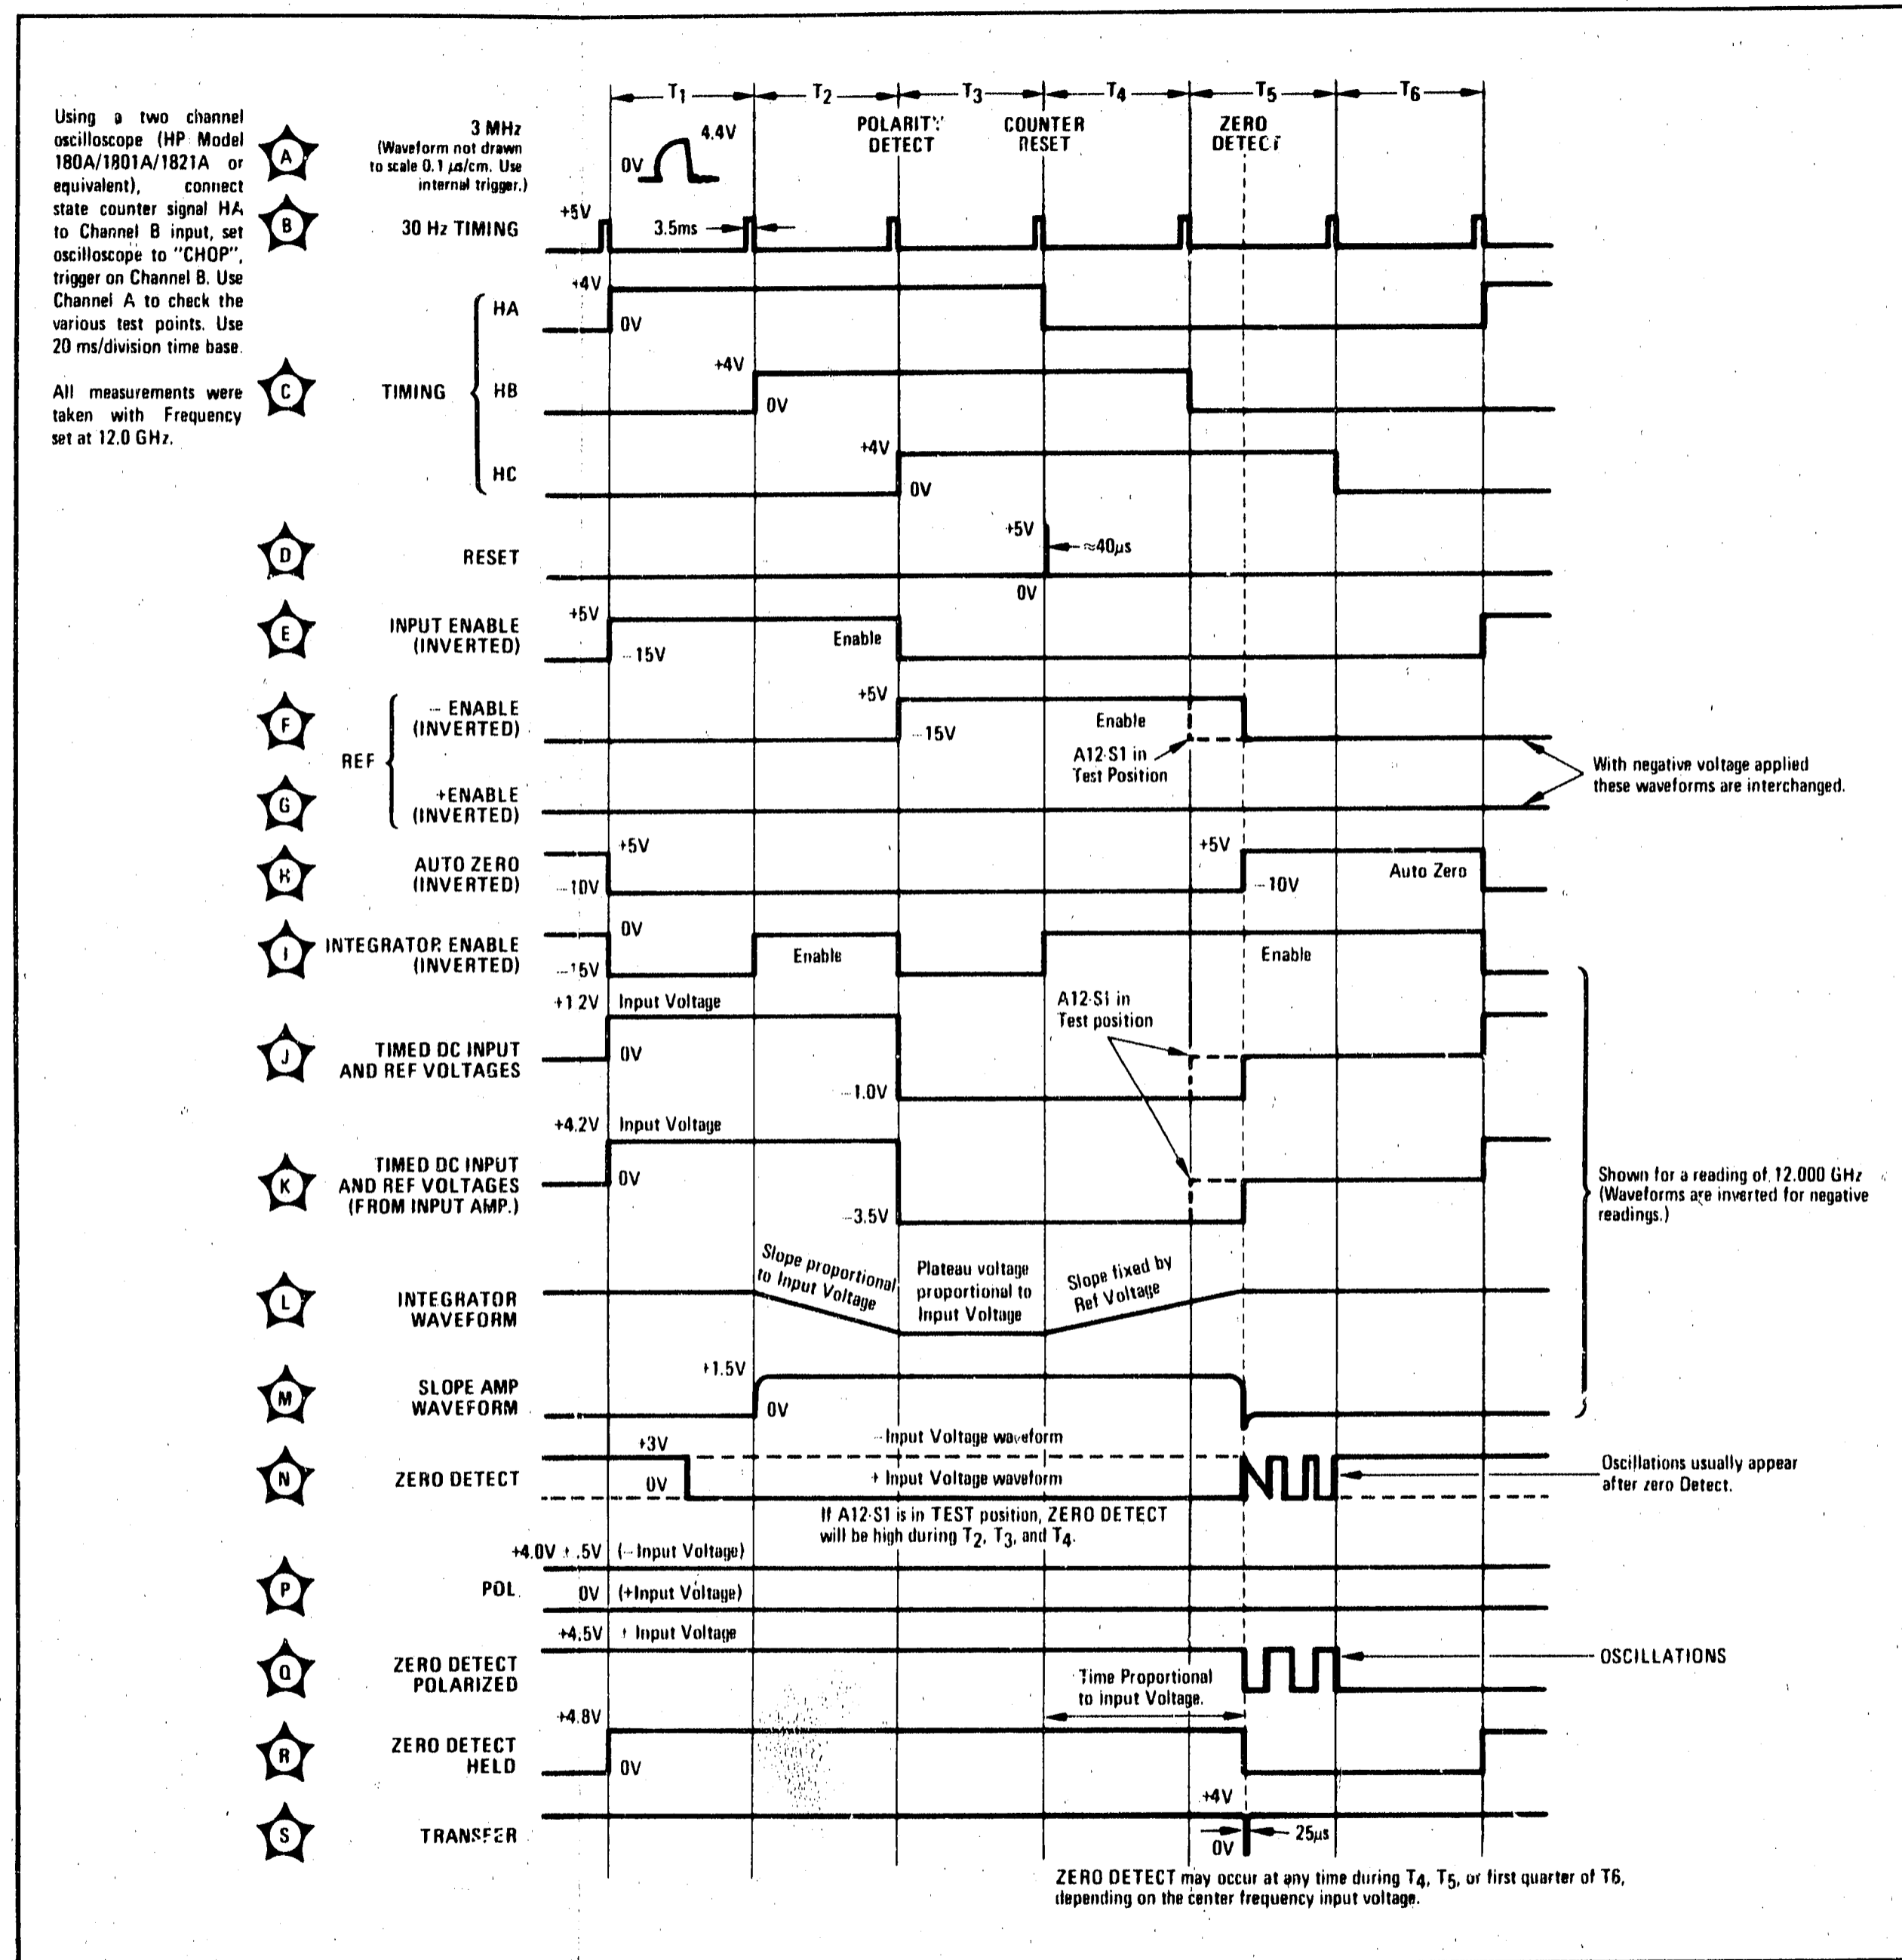 T1
T2
T3
T4
T5
T6
POLARITY
DETECT
COUNTER
RESET
ZERO
DETECT
Using a two channel
oscilloscope (HP Model
180A/1801A/1821A or
equivalent), connect
state counter signal HA
to Channel B input, set
oscilloscope to "CHOP",
trigger on Channel B. Use
Channel A to check the
various test points. Use
20 ms/division time base.
All measurements were
taken with Frequency
set at 12.0 GHz.
A
3 MHz
(Waveform not drawn
to scale 0.1 µs/cm. Use
internal trigger.)
4.4V
0V
B
30 Hz TIMING
+5V
3.5ms
C
TIMING
HA
+4V
0V
HB
+4V
0V
HC
+4V
0V
D
RESET
+5V
≈40µs
0V
E
INPUT ENABLE
(INVERTED)
+5V
-15V
Enable
REF
F
- ENABLE
(INVERTED)
+5V
-15V
Enable
A12-S1 in
Test Position
G
+ENABLE
(INVERTED)
With negative voltage applied
these waveforms are interchanged.
H
AUTO ZERO
(INVERTED)
+5V
-10V
+5V
-10V
Auto Zero
I
INTEGRATOR ENABLE
(INVERTED)
0V
-15V
Enable
Enable
J
TIMED DC INPUT
AND REF VOLTAGES
+1.2V
Input Voltage
0V
-1.0V
A12-S1 in
Test position
K
TIMED DC INPUT
AND REF VOLTAGES
(FROM INPUT AMP.)
+4.2V
Input Voltage
0V
-3.5V
Shown for a reading of 12.000 GHz
(Waveforms are inverted for negative
readings.)
L
INTEGRATOR
WAVEFORM
Slope proportional
to Input Voltage
Plateau voltage
proportional to
Input Voltage
Slope fixed by
Ref Voltage
M
SLOPE AMP
WAVEFORM
+1.5V
0V
N
ZERO DETECT
+3V
0V
- Input Voltage waveform
+ Input Voltage waveform
If A12-S1 is in TEST position, ZERO DETECT
will be high during T2, T3, and T4.
Oscillations usually appear
after zero Detect.
P
POL
+4.0V ± .5V
(- Input Voltage)
0V
(+Input Voltage)
Q
ZERO DETECT
POLARIZED
+4.5V
+ Input Voltage
OSCILLATIONS
Time Proportional
to Input Voltage.
R
ZERO DETECT
HELD
+4.8V
0V
S
TRANSFER
+4V
0V
25µs
ZERO DETECT may occur at any time during T4, T5, or first quarter of T6,
depending on the center frequency input voltage.